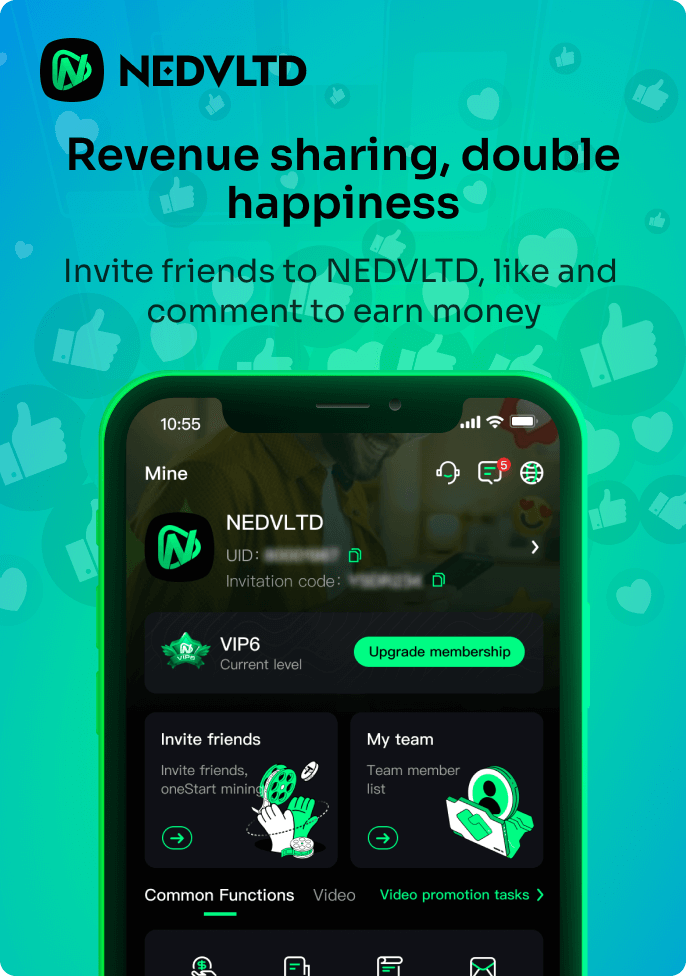 NEDVLTD
Revenue sharing, double
happiness
Invite friends to NEDVLTD, like and
comment to earn money
10:55
Mine
5
NEDVLTD
UID:
Invitation code:
VIP6
VIP6
Current level
Upgrade membership
Invite friends
Invite friends,
oneStart mining
My team
Team member
list
Common Functions Video Video promotion tasks